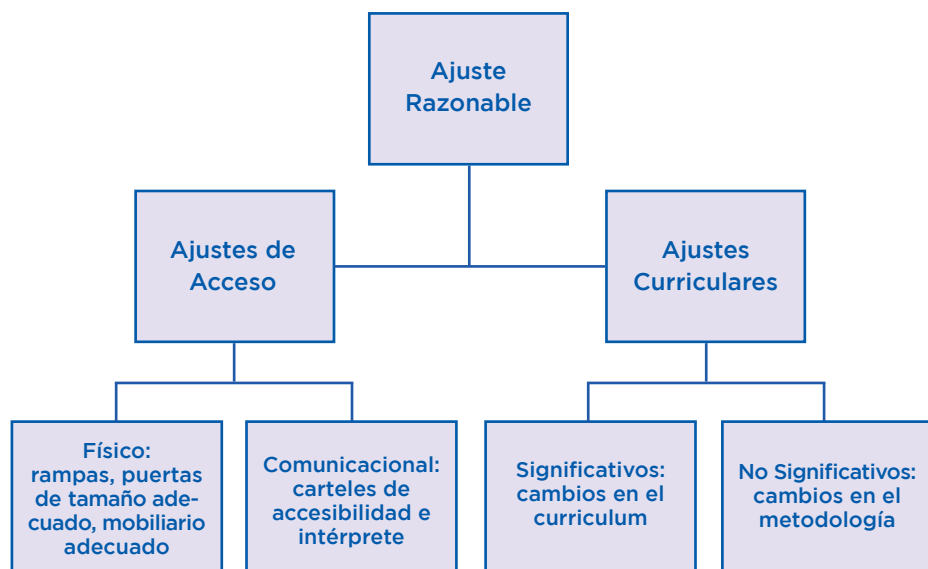 Ajuste
Razonable
Ajustes de
Acceso
Ajustes
Curriculares
Físico:
rampas, puertas
de tamaño ade-
cuado, mobiliario
adecuado
Comunicacional:
carteles de
accesibilidad e
intérprete
Significativos:
cambios en el
curriculum
No Significativos:
cambios en el
metodología